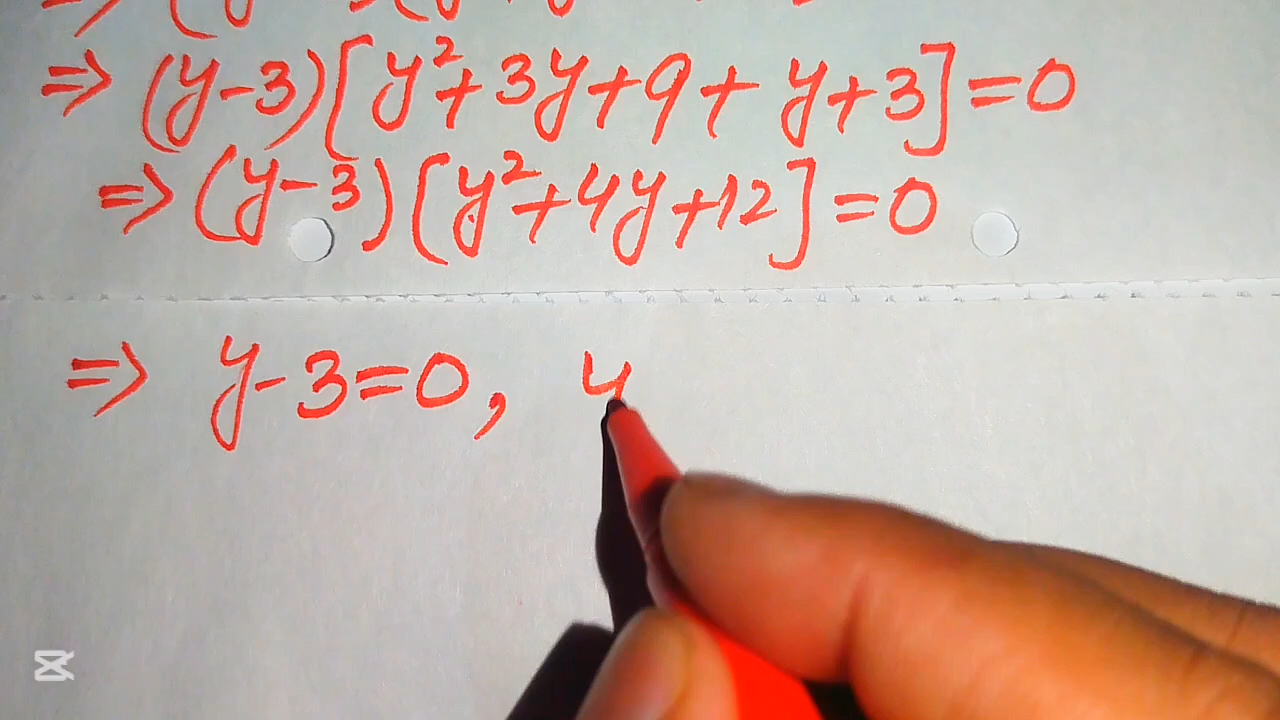 => (y-3)[y²+3y+9+y+3]=0
=> (y-3)[y²+4y+12]=0
=> y-3=0, y